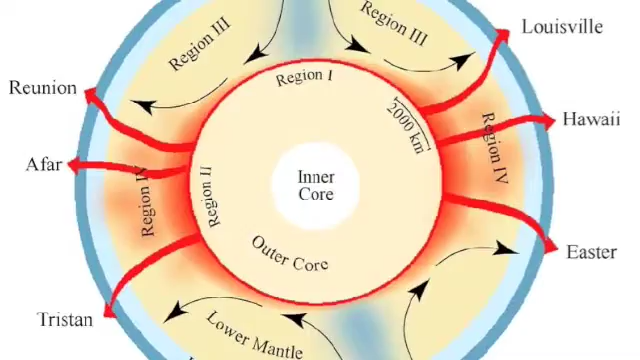 Region III
Region III
Louisville
Reunion
Region I
2000 km
Hawaii
Afar
Region IV
Region II
Inner
Core
Region IV
Outer Core
Easter
Tristan
Lower Mantle